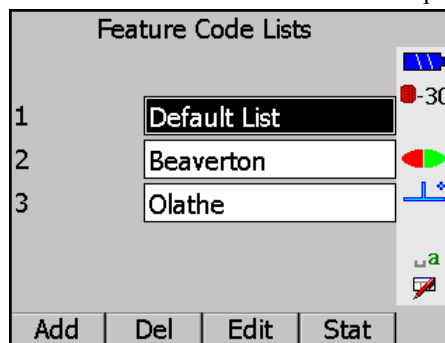 Feature Code Lists
-30
1 Default List
2 Beaverton
3 Olathe
a
Add Del Edit Stat